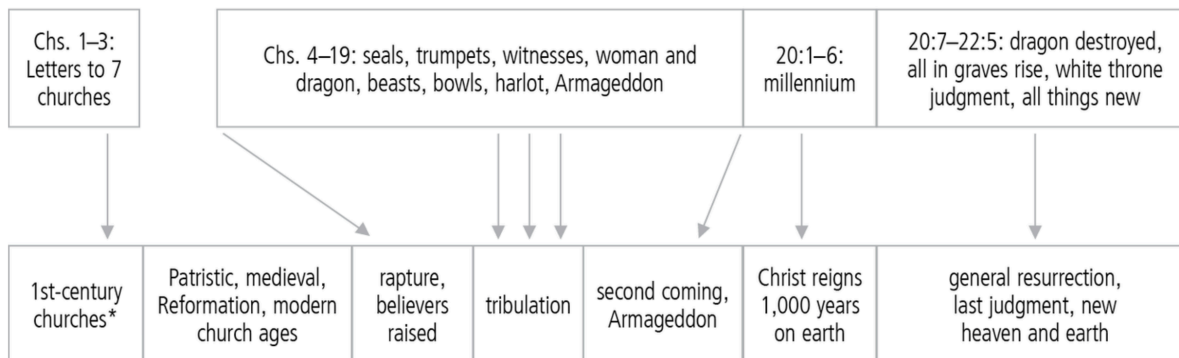 Chs. 1–3:
Letters to 7
churches
Chs. 4–19: seals, trumpets, witnesses, woman and
dragon, beasts, bowls, harlot, Armageddon
20:1–6:
millennium
20:7–22:5: dragon destroyed,
all in graves rise, white throne
judgment, all things new
1st-century
churches*
Patristic, medieval,
Reformation, modern
church ages
rapture,
believers
raised
tribulation
second coming,
Armageddon
Christ reigns
1,000 years
on earth
general resurrection,
last judgment, new
heaven and earth